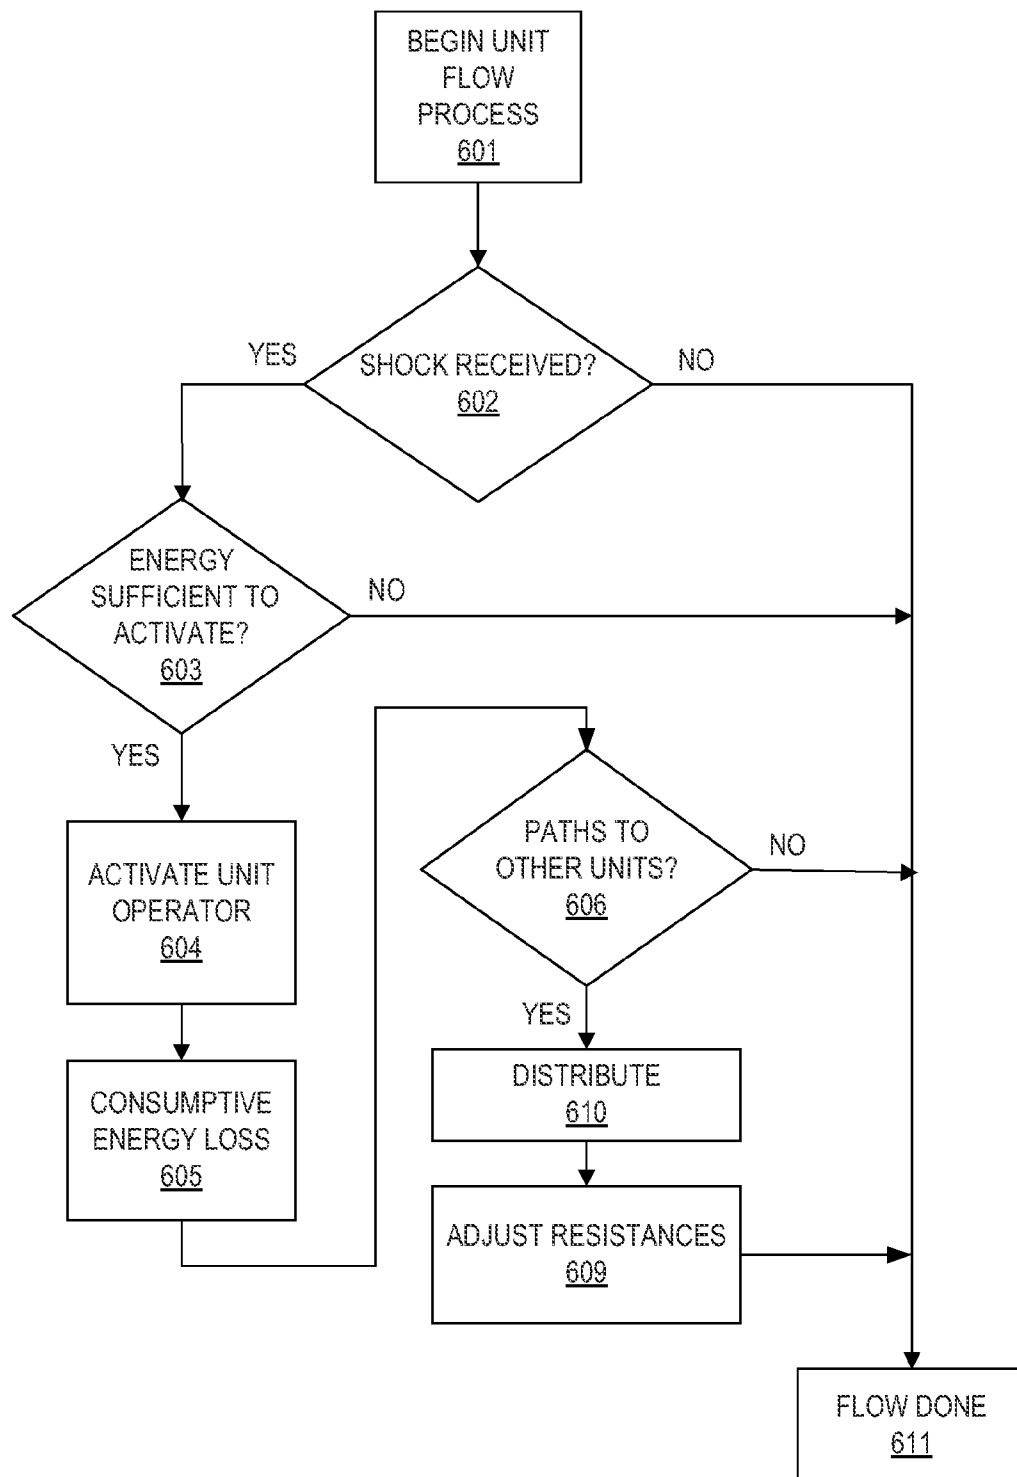 BEGIN UNIT
FLOW
PROCESS
601
YES
SHOCK RECEIVED?
602
NO
ENERGY
SUFFICIENT TO
ACTIVATE?
603
NO
YES
ACTIVATE UNIT
OPERATOR
604
CONSUMPTIVE
ENERGY LOSS
605
PATHS TO
OTHER UNITS?
606
NO
YES
DISTRIBUTE
610
ADJUST RESISTANCES
609
FLOW DONE
611